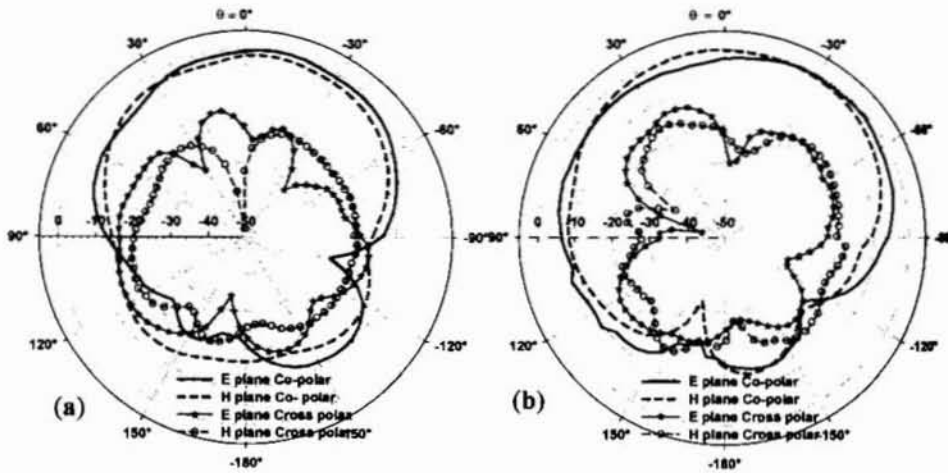 θ = 0
30°
-30°
60°
-60°
0 -10 -20 -30 -40 -50
90°
-90°
120°
-120°
E plane Co-polar
H plane Co- polar
E plane Cross polar
H plane Cross polar
(a)
150°
-150°
-180°
θ = 0
30°
-30°
60°
-60°
0 -10 -20 -30 -40 -50
90°
120°
-120°
E plane Co-polar
H plane Co-polar
E plane Cross polar
H plane Cross polar
(b)
150°
-150°
-180°